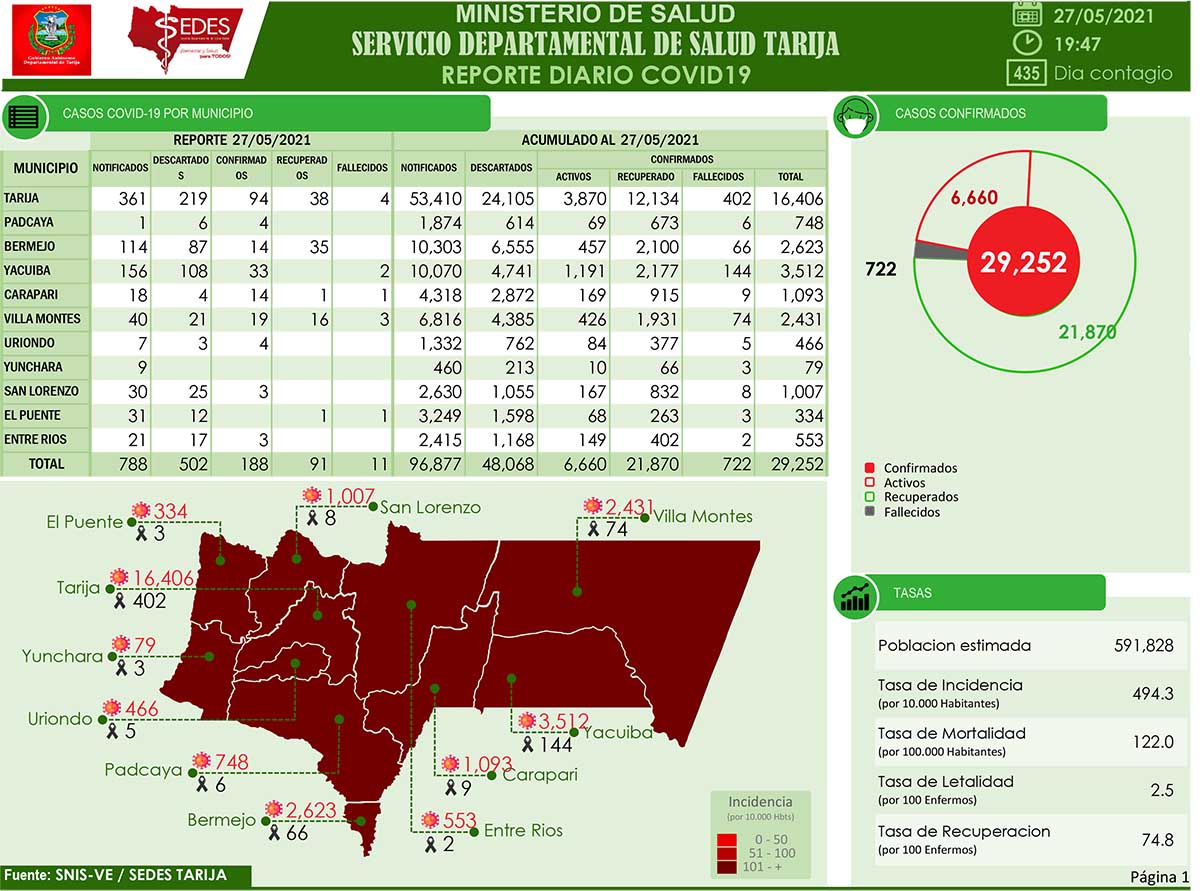 MINISTERIO DE SALUD
SERVICIO DEPARTAMENTAL DE SALUD TARIJA
REPORTE DIARIO COVID19
Gobierno Autónomo
Departamental de Tarija
SEDES
¡Bienestar y Salud
para TODOS!
27/05/2021
19:47
435 Dia contagio
CASOS COVID-19 POR MUNICIPIO
REPORTE 27/05/2021 ACUMULADO AL 27/05/2021
MUNICIPIO NOTIFICADOS DESCARTADOS CONFIRMADOS RECUPERADOS FALLECIDOS NOTIFICADOS DESCARTADOS CONFIRMADOS
ACTIVOS RECUPERADO FALLECIDOS TOTAL
TARIJA 361 219 94 38 4 53,410 24,105 3,870 12,134 402 16,406
PADCAYA 1 6 4 1,874 614 69 673 6 748
BERMEJO 114 87 14 35 10,303 6,555 457 2,100 66 2,623
YACUIBA 156 108 33 2 10,070 4,741 1,191 2,177 144 3,512
CARAPARI 18 4 14 1 1 4,318 2,872 169 915 9 1,093
VILLA MONTES 40 21 19 16 3 6,816 4,385 426 1,931 74 2,431
URIONDO 7 3 4 1,332 762 84 377 5 466
YUNCHARA 9 460 213 10 66 3 79
SAN LORENZO 30 25 3 2,630 1,055 167 832 8 1,007
EL PUENTE 31 12 1 1 3,249 1,598 68 263 3 334
ENTRE RIOS 21 17 3 2,415 1,168 149 402 2 553
TOTAL 788 502 188 91 11 96,877 48,068 6,660 21,870 722 29,252
CASOS CONFIRMADOS
6,660
29,252
722
21,870
Confirmados
Activos
Recuperados
Fallecidos
El Puente 334
3
1,007 San Lorenzo
8
2,431 Villa Montes
74
Tarija 16,406
402
Yunchara 79
3
Uriondo 466
5
Padcaya 748
6
Bermejo 2,623
66
3,512 Yacuiba
144
1,093 Carapari
9
553 Entre Rios
2
Incidencia
(por 10.000 Hbts)
0 - 50
51 - 100
101 - +
TASAS
Poblacion estimada 591,828
Tasa de Incidencia 494.3
(por 10.000 Habitantes)
Tasa de Mortalidad 122.0
(por 100.000 Habitantes)
Tasa de Letalidad 2.5
(por 100 Enfermos)
Tasa de Recuperacion 74.8
(por 100 Enfermos)
Fuente: SNIS-VE / SEDES TARIJA
Página 1